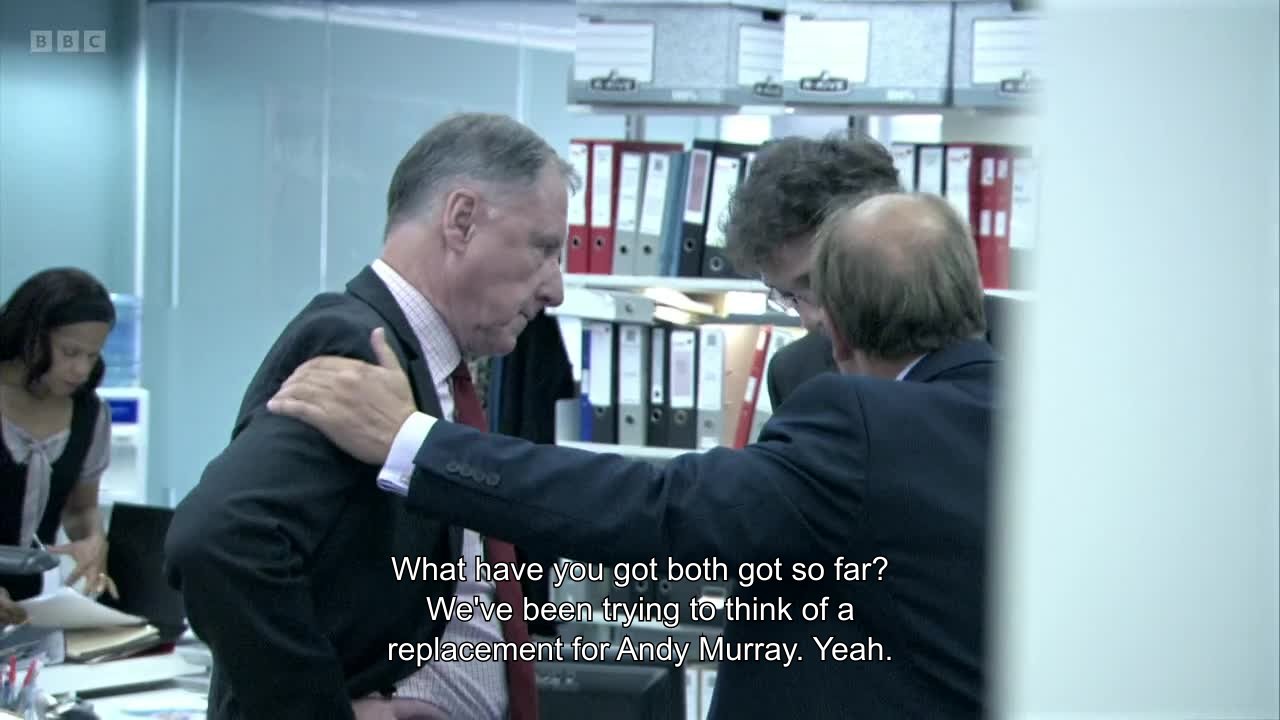 BBC
What have you got both got so far?
We've been trying to think of a
replacement for Andy Murray. Yeah.